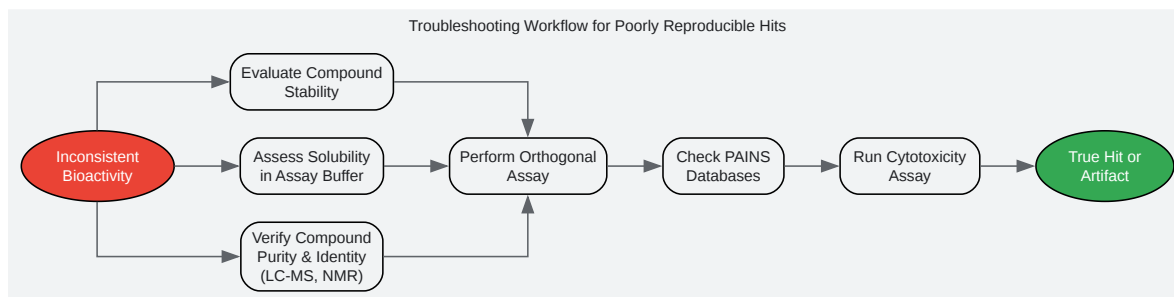 Troubleshooting Workflow for Poorly Reproducible Hits
Evaluate Compound
Stability
Inconsistent
Bioactivity
Assess Solubility
in Assay Buffer
Perform Orthogonal
Assay
Check PAINS
Databases
Run Cytotoxicity
Assay
True Hit or
Artifact
Verify Compound
Purity & Identity
(LC-MS, NMR)